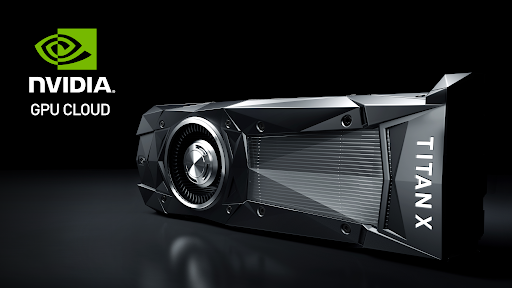 NVIDIA.
GPU CLOUD
TITAN X